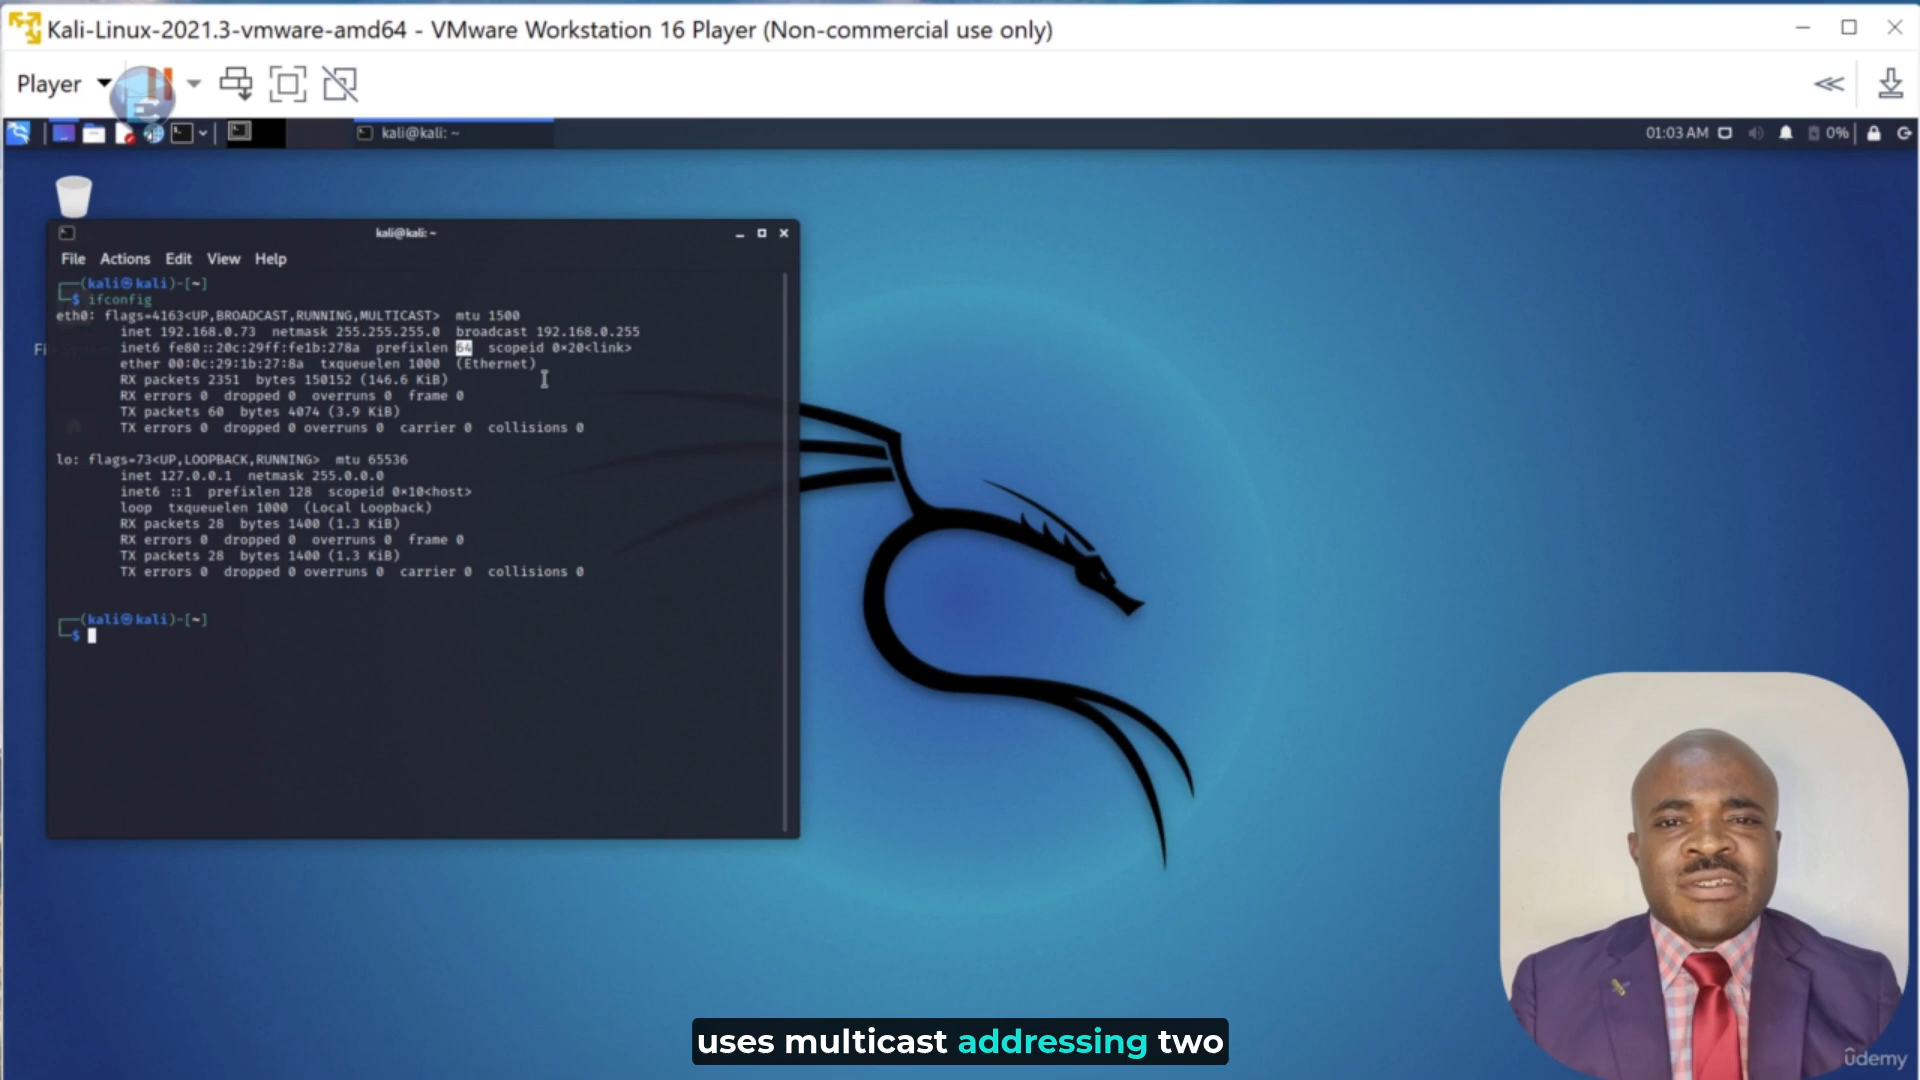 Kali-Linux-2021.3-vmware-amd64 - VMware Workstation 16 Player (Non-commercial use only)
Player
kali@kali: ~
01:03 AM
0%
kali@kali: ~
File Actions Edit View Help
(kali㉿kali)-[~]
$ ifconfig
eth0: flags=4163<UP,BROADCAST,RUNNING,MULTICAST> mtu 1500
inet 192.168.0.73 netmask 255.255.255.0 broadcast 192.168.0.255
inet6 fe80::20c:29ff:fe1b:278a prefixlen 64 scopeid 0×20<link>
ether 00:0c:29:1b:27:8a txqueuelen 1000 (Ethernet)
RX packets 2351 bytes 150152 (146.6 KiB)
RX errors 0 dropped 0 overruns 0 frame 0
TX packets 60 bytes 4074 (3.9 KiB)
TX errors 0 dropped 0 overruns 0 carrier 0 collisions 0
lo: flags=73<UP,LOOPBACK,RUNNING> mtu 65536
inet 127.0.0.1 netmask 255.0.0.0
inet6 ::1 prefixlen 128 scopeid 0×10<host>
loop txqueuelen 1000 (Local Loopback)
RX packets 28 bytes 1400 (1.3 KiB)
RX errors 0 dropped 0 overruns 0 frame 0
TX packets 28 bytes 1400 (1.3 KiB)
TX errors 0 dropped 0 overruns 0 carrier 0 collisions 0
(kali㉿kali)-[~]
$
uses multicast addressing two
ûdemy